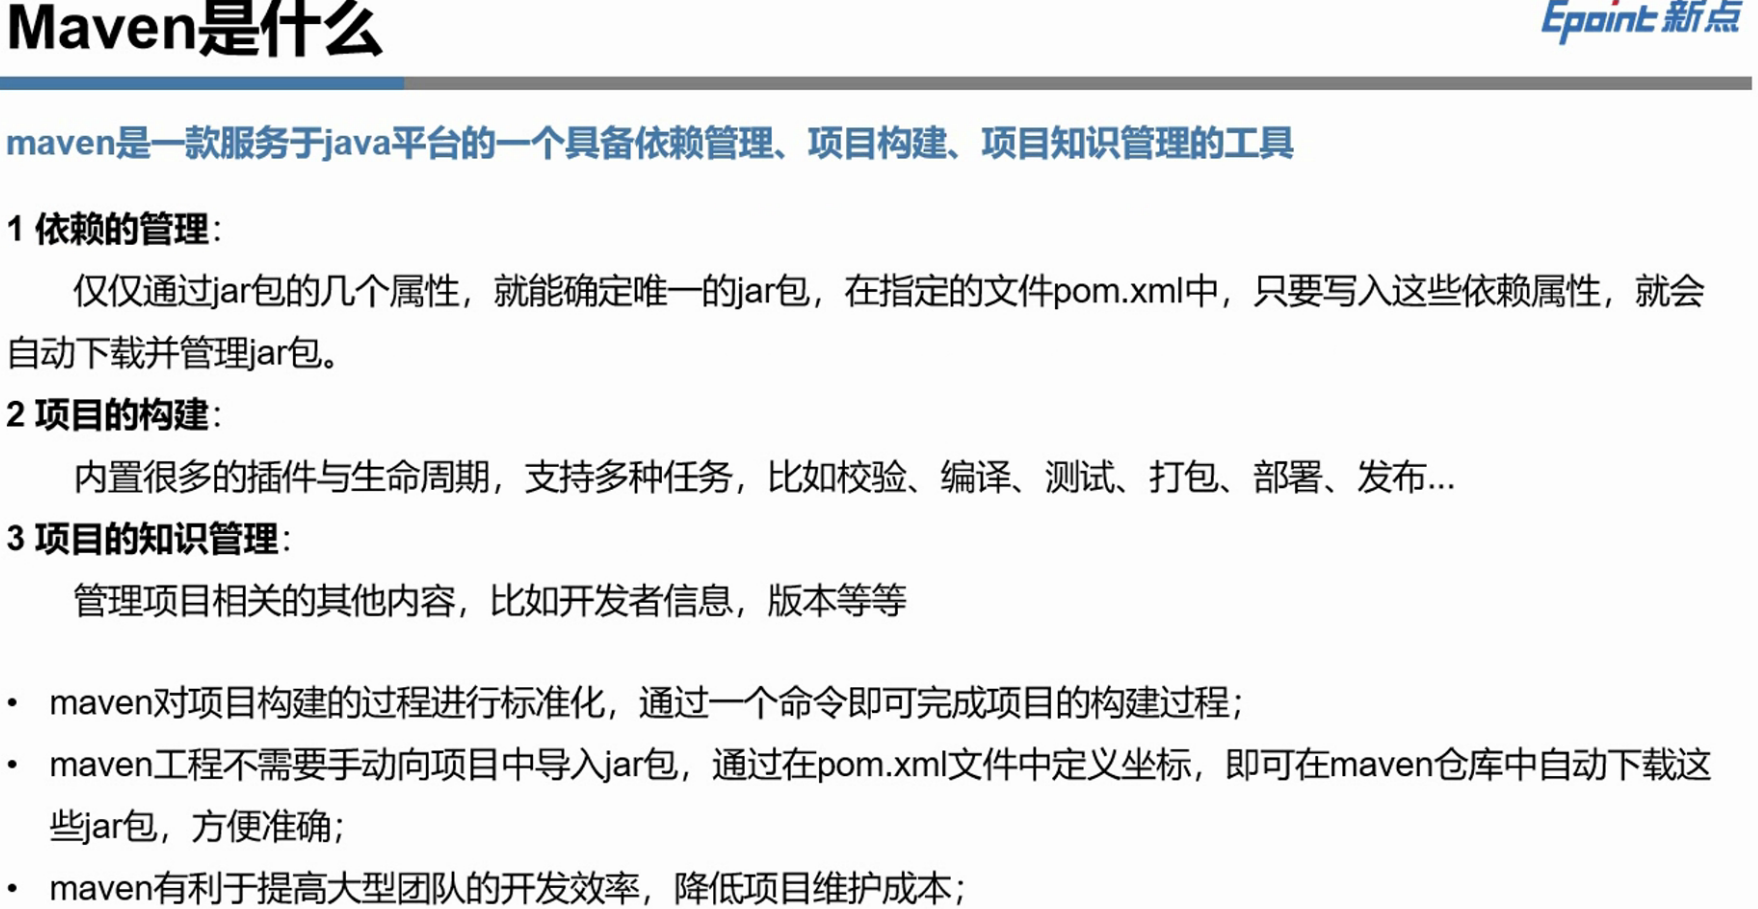 Maven是什么
Epoint 新点
maven是一款服务于java平台的一个具备依赖管理、项目构建、项目知识管理的工具
1 依赖的管理：
仅仅通过jar包的几个属性，就能确定唯一的jar包，在指定的文件pom.xml中，只要写入这些依赖属性，就会
自动下载并管理jar包。
2 项目的构建：
内置很多的插件与生命周期，支持多种任务，比如校验、编译、测试、打包、部署、发布...
3 项目的知识管理：
管理项目相关的其他内容，比如开发者信息，版本等等
• maven对项目构建的过程进行标准化，通过一个命令即可完成项目的构建过程；
• maven工程不需要手动向项目中导入jar包，通过在pom.xml文件中定义坐标，即可在maven仓库中自动下载这
些jar包，方便准确；
• maven有利于提高大型团队的开发效率，降低项目维护成本；